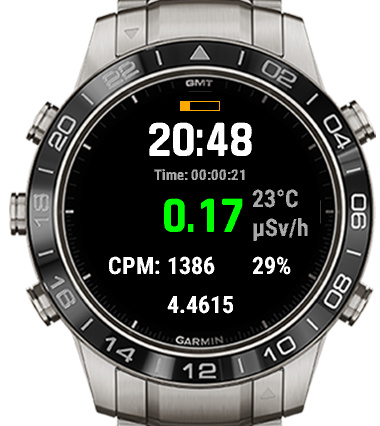 GMT
22 02
20 04
18 06
16 08
14 12 10
20:48
Time: 00:00:21
0.17 23°C
µSv/h
CPM: 1386 29%
4.4615
GARMIN